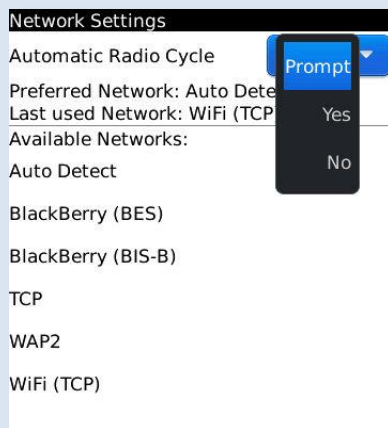 Network Settings
Automatic Radio Cycle Prompt
Preferred Network: Auto Dete
Last used Network: WiFi (TCP Yes
Available Networks:
Auto Detect No
BlackBerry (BES)
BlackBerry (BIS-B)
TCP
WAP2
WiFi (TCP)